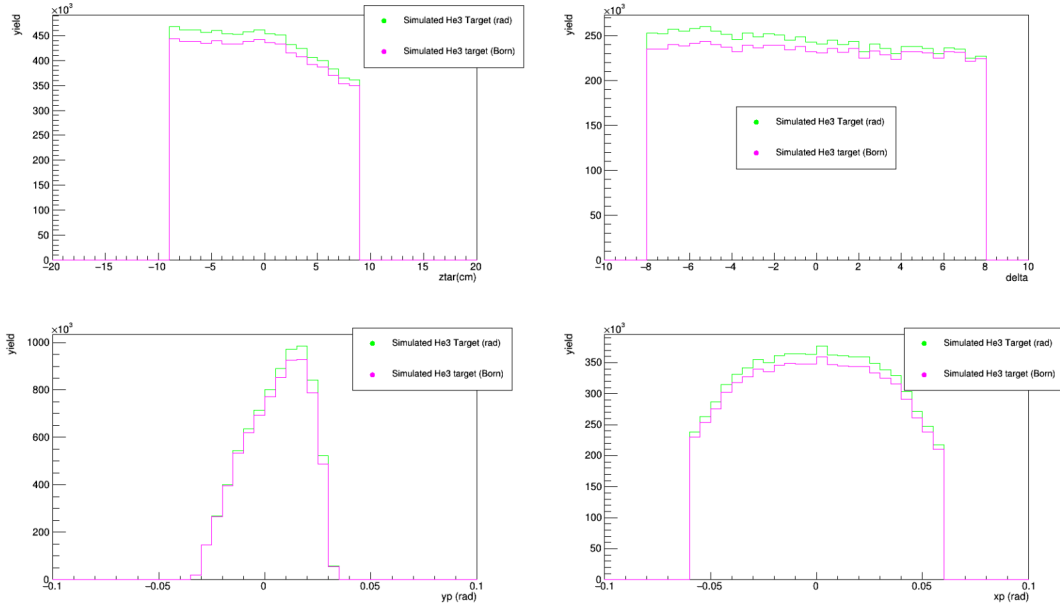 ×10³
yield
450
400
350
300
250
200
150
100
50
0
−20 −15 −10 −5 0 5 10 15 20
ztar(cm)
Simulated He3 Target (rad)
Simulated He3 target (Born)
×10³
yield
250
200
150
100
50
0
−10 −8 −6 −4 −2 0 2 4 6 8 10
delta
Simulated He3 Target (rad)
Simulated He3 target (Born)
×10³
yield
1000
800
600
400
200
0
−0.1 −0.05 0 0.05 0.1
yp (rad)
Simulated He3 Target (rad)
Simulated He3 target (Born)
×10³
yield
350
300
250
200
150
100
50
0
−0.1 −0.05 0 0.05 0.1
xp (rad)
Simulated He3 Target (rad)
Simulated He3 target (Born)